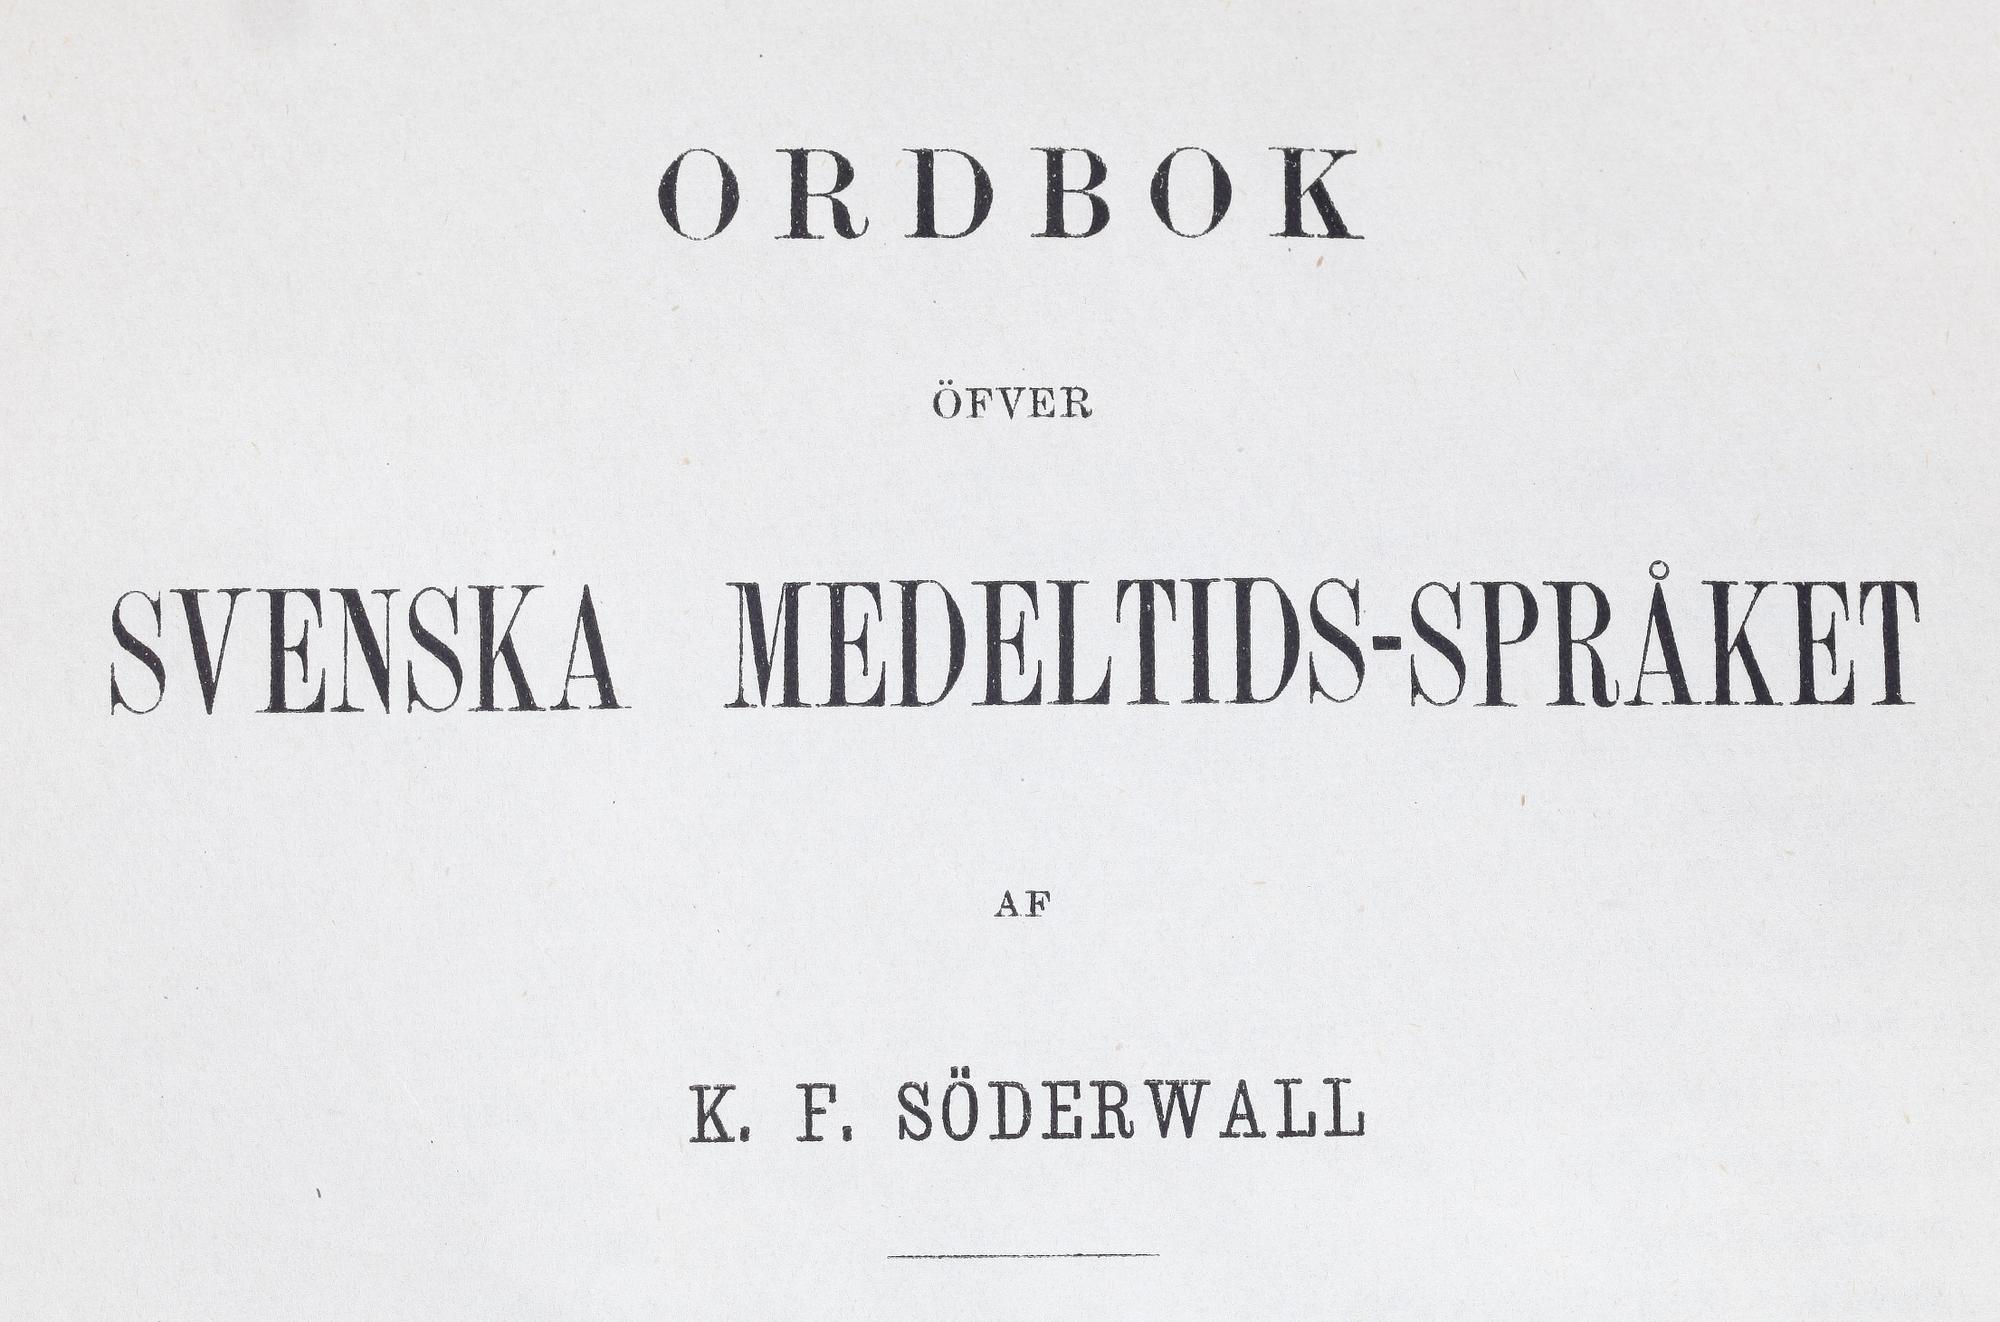 ORDBOK
ÖFVER
SVENSKA MEDELTIDS-SPRÅKET
AF
K. F. SÖDERWALL